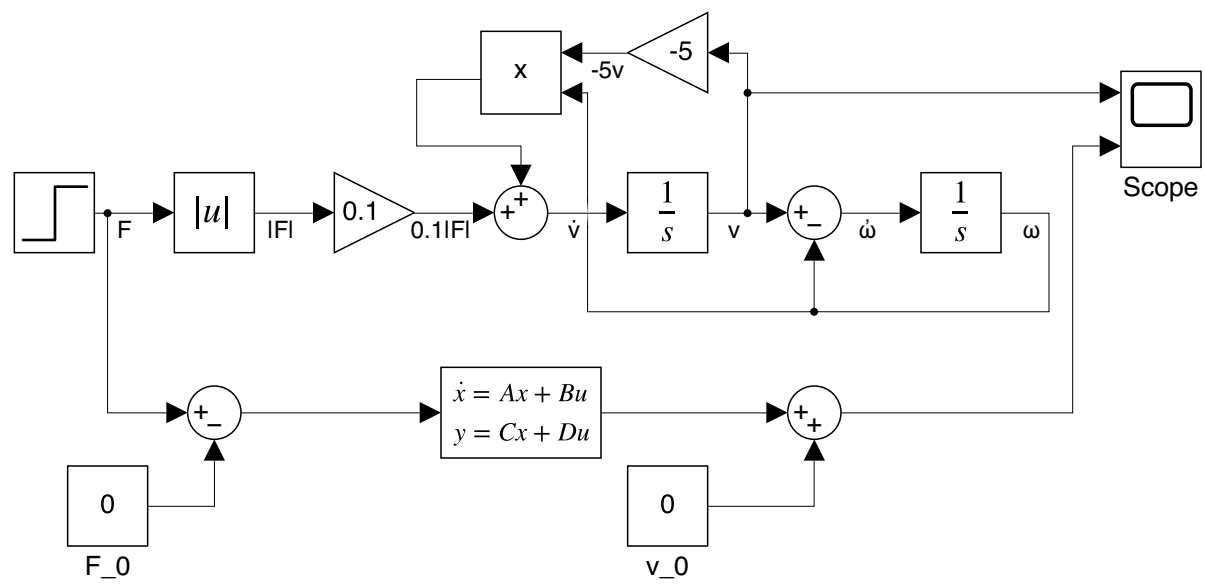 x
-5
-5v
Scope
F
|u|
|F|
0.1
0.1|F|
+
+
v̇
1
s
v
+
−
ω̇
1
s
ω
+
−
ẋ = Ax + Bu
y = Cx + Du
+
+
0
F_0
0
v_0